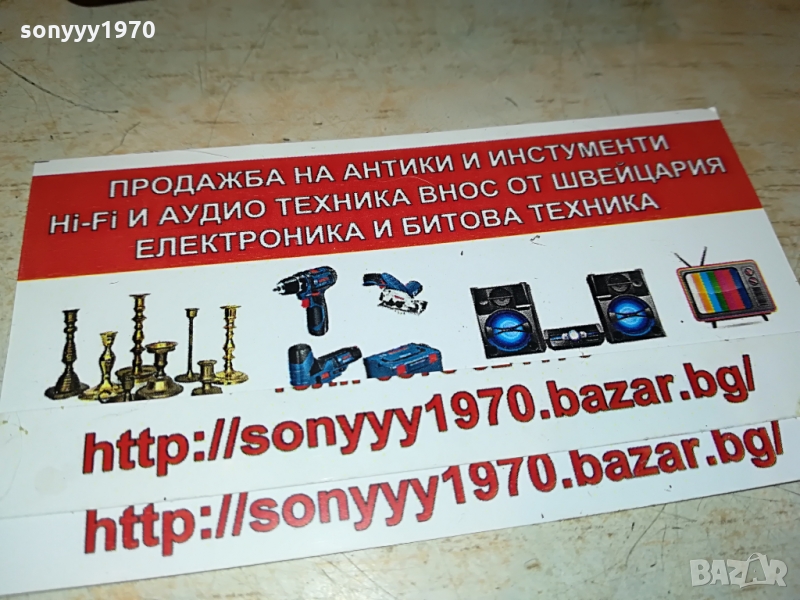 sonyyy1970
ПРОДАЖБА НА АНТИКИ И ИНСТУМЕНТИ
Hi-Fi И АУДИО ТЕХНИКА ВНОС ОТ ШВЕЙЦАРИЯ
ЕЛЕКТРОНИКА И БИТОВА ТЕХНИКА
http://sonyyy1970.bazar.bg/
http://sonyyy1970.bazar.bg/
BAZAR